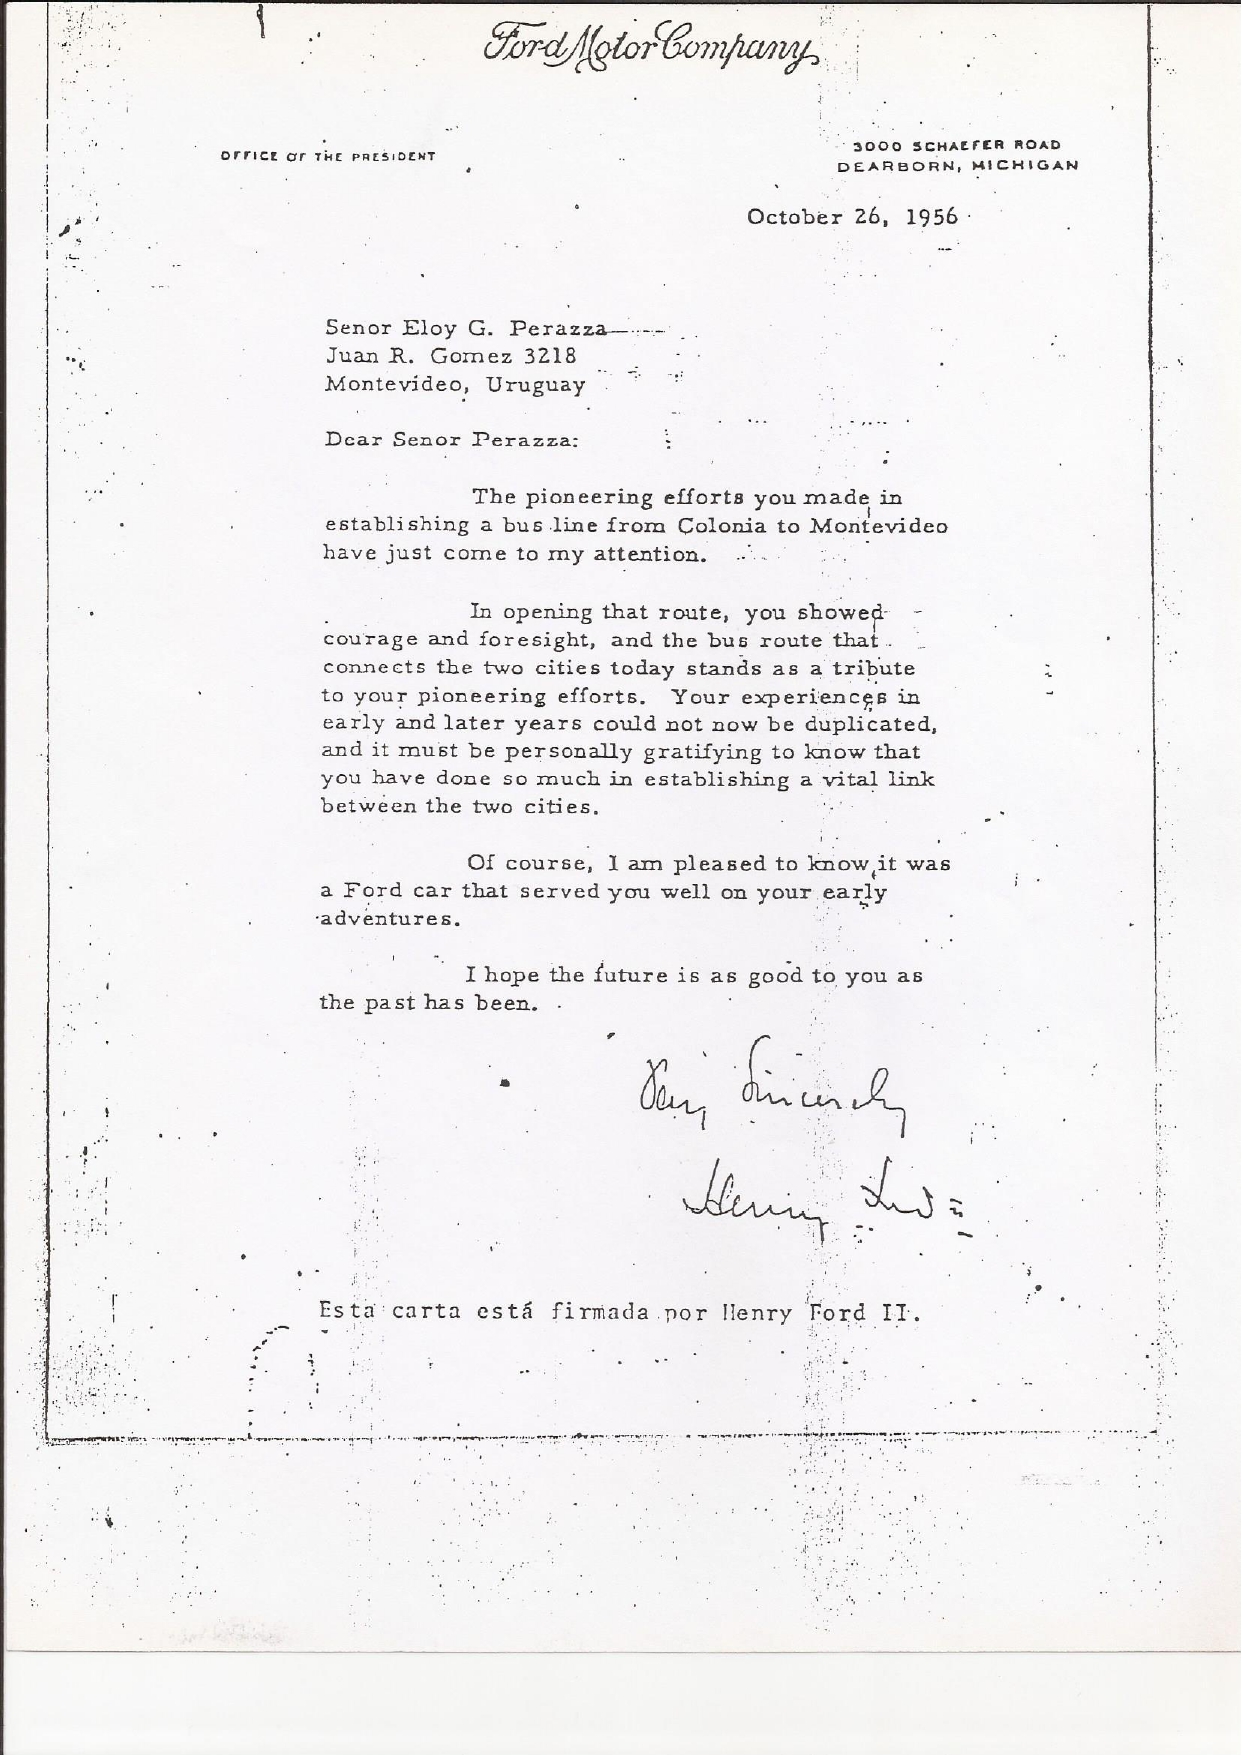 Ford Motor Company
OFFICE OF THE PRESIDENT
3000 SCHAEFER ROAD
DEARBORN, MICHIGAN
October 26, 1956
Senor Eloy G. Perazza
Juan R. Gomez 3218
Montevideo, Uruguay
Dear Senor Perazza:
The pioneering efforts you made in
establishing a bus line from Colonia to Montevideo
have just come to my attention.
In opening that route, you showed
courage and foresight, and the bus route that
connects the two cities today stands as a tribute
to your pioneering efforts. Your experiences in
early and later years could not now be duplicated,
and it must be personally gratifying to know that
you have done so much in establishing a vital link
between the two cities.
Of course, I am pleased to know it was
a Ford car that served you well on your early
adventures.
I hope the future is as good to you as
the past has been.
Very Sincerely
Henry Ford II
Esta carta está firmada por Henry Ford II.